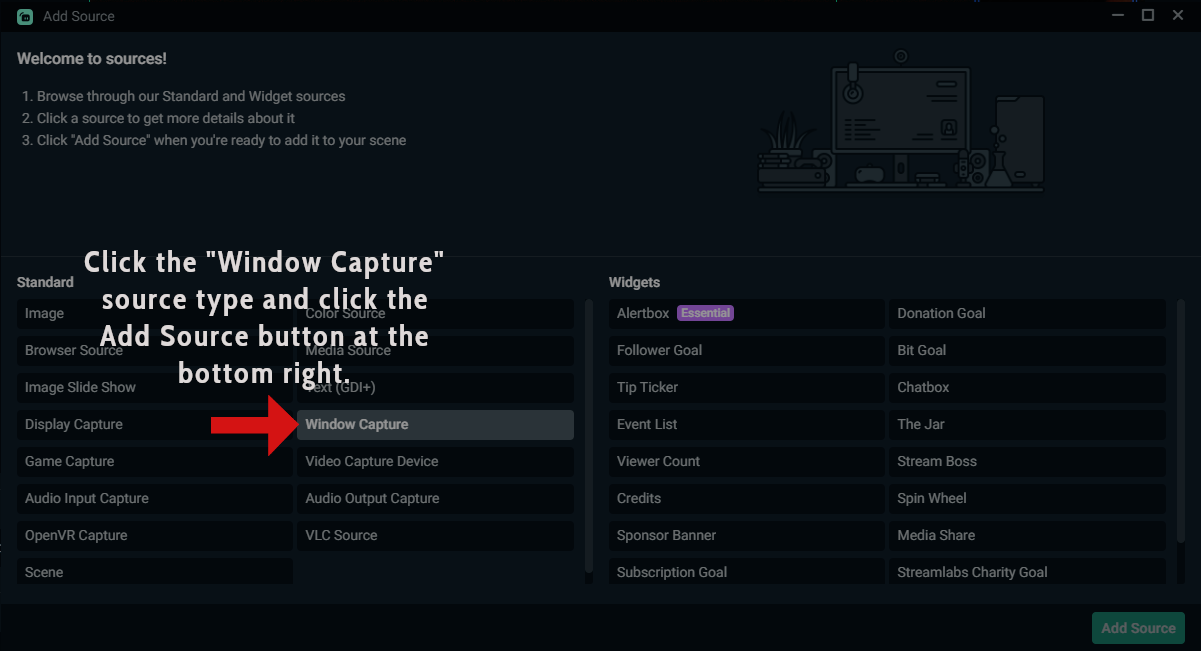 Add Source
Welcome to sources!
1. Browse through our Standard and Widget sources
2. Click a source to get more details about it
3. Click "Add Source" when you're ready to add it to your scene
Click the "Window Capture"
source type and click the
Add Source button at the
bottom right.
Standard
Image
Color Source
Browser Source
Media Source
Image Slide Show
Text (GDI+)
Display Capture
Window Capture
Game Capture
Video Capture Device
Audio Input Capture
Audio Output Capture
OpenVR Capture
VLC Source
Scene
Widgets
Alertbox Essential
Donation Goal
Follower Goal
Bit Goal
Tip Ticker
Chatbox
Event List
The Jar
Viewer Count
Stream Boss
Credits
Spin Wheel
Sponsor Banner
Media Share
Subscription Goal
Streamlabs Charity Goal
Add Source